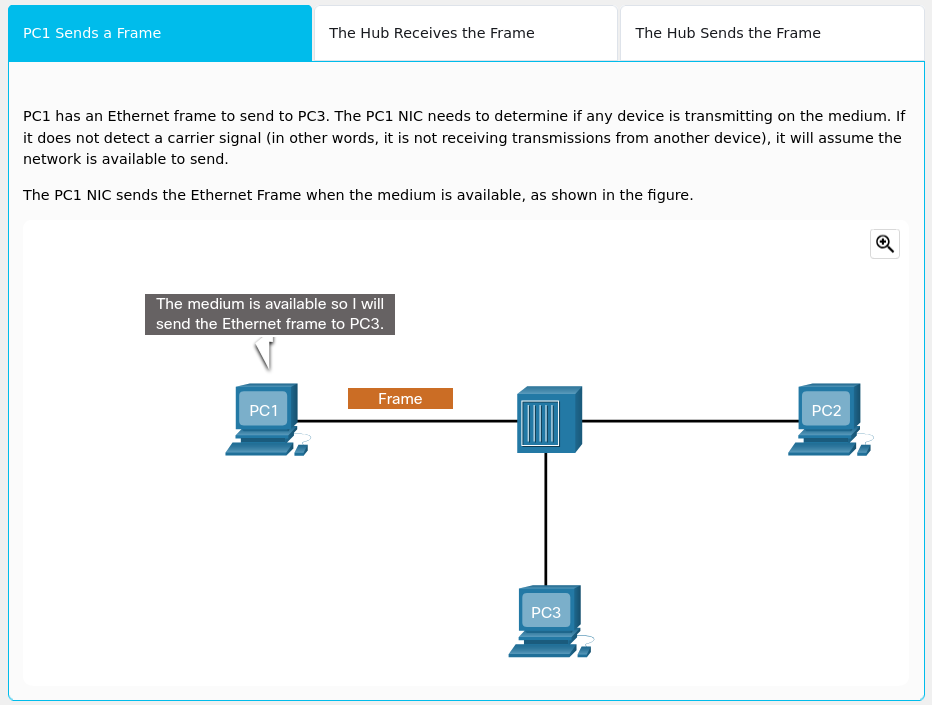 PC1 Sends a Frame
The Hub Receives the Frame
The Hub Sends the Frame
PC1 has an Ethernet frame to send to PC3. The PC1 NIC needs to determine if any device is transmitting on the medium. If
it does not detect a carrier signal (in other words, it is not receiving transmissions from another device), it will assume the
network is available to send.
The PC1 NIC sends the Ethernet Frame when the medium is available, as shown in the figure.
The medium is available so I will
send the Ethernet frame to PC3.
Frame
PC1
PC2
PC3